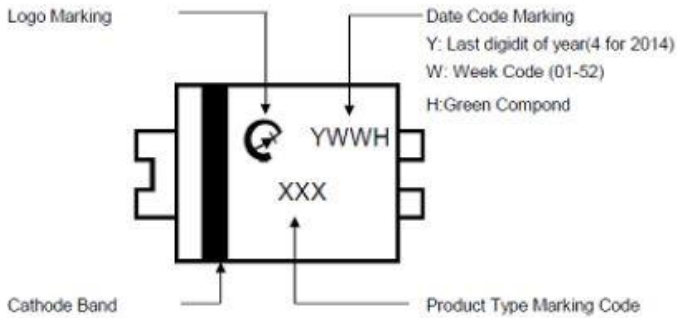 Logo Marking
Date Code Marking
Y: Last digidit of year(4 for 2014)
W: Week Code (01-52)
H:Green Compond
YWWH
XXX
Cathode Band
Product Type Marking Code